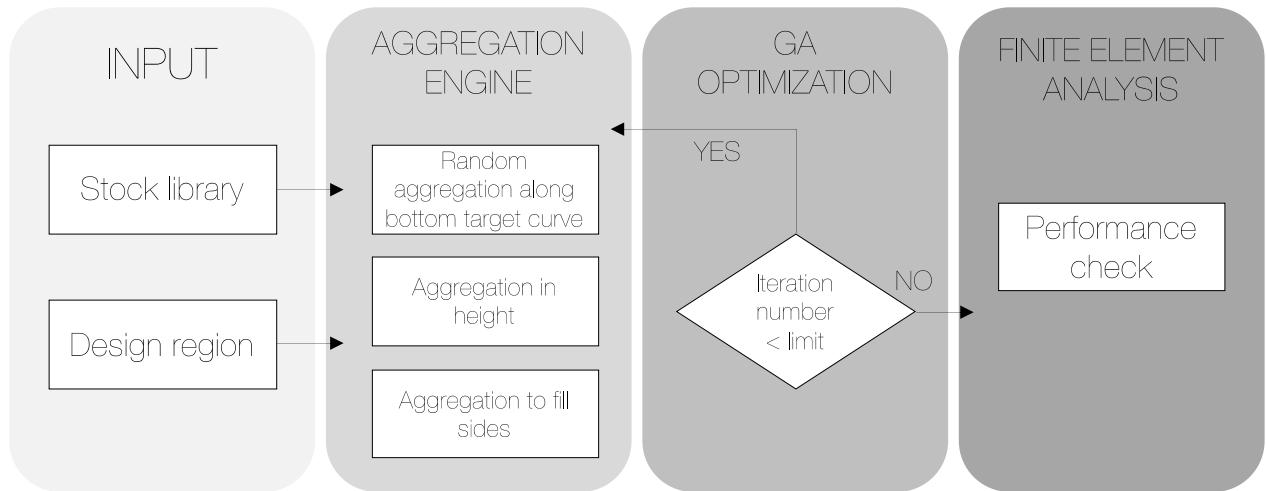 INPUT
Stock library
Design region
AGGREGATION
ENGINE
Random
aggregation along
bottom target curve
Aggregation in
height
Aggregation to fill
sides
GA
OPTIMIZATION
YES
Iteration
number
< limit
NO
FINITE ELEMENT
ANALYSIS
Performance
check